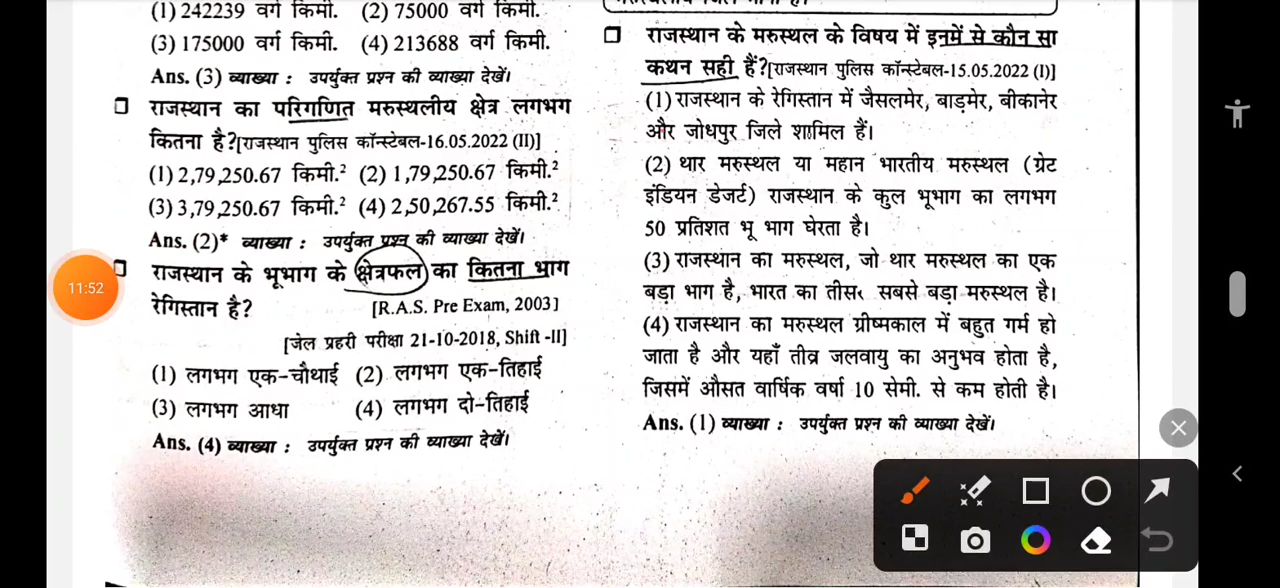 (1) 242239 वर्ग किमी. (2) 75000 वर्ग किमी.
(3) 175000 वर्ग किमी. (4) 213688 वर्ग किमी.
Ans. (3) व्याख्या : उपर्युक्त प्रश्न की व्याख्या देखें।
राजस्थान का परिगणित मरुस्थलीय क्षेत्र लगभग
कितना है?[राजस्थान पुलिस कॉन्स्टेबल-16.05.2022 (II)]
(1) 2,79,250.67 किमी.² (2) 1,79,250.67 किमी.²
(3) 3,79,250.67 किमी.² (4) 2,50,267.55 किमी.²
Ans. (2)* व्याख्या : उपर्युक्त प्रश्न की व्याख्या देखें।
राजस्थान के भूभाग के क्षेत्रफल का कितना भाग
रेगिस्तान है? [R.A.S. Pre Exam, 2003]
[जेल प्रहरी परीक्षा 21-10-2018, Shift -II]
(1) लगभग एक-चौथाई (2) लगभग एक-तिहाई
(3) लगभग आधा (4) लगभग दो-तिहाई
Ans. (4) व्याख्या : उपर्युक्त प्रश्न की व्याख्या देखें।
राजस्थान के मरुस्थल के विषय में इनमें से कौन सा
कथन सही हैं?[राजस्थान पुलिस कॉन्स्टेबल-15.05.2022 (I)]
(1) राजस्थान के रेगिस्तान में जैसलमेर, बाड़मेर, बीकानेर
और जोधपुर जिले शामिल हैं।
(2) थार मरुस्थल या महान भारतीय मरुस्थल (ग्रेट
इंडियन डेजर्ट) राजस्थान के कुल भूभाग का लगभग
50 प्रतिशत भू भाग घेरता है।
(3) राजस्थान का मरुस्थल, जो थार मरुस्थल का एक
बड़ा भाग है, भारत का सबसे बड़ा मरुस्थल है।
(4) राजस्थान का मरुस्थल ग्रीष्मकाल में बहुत गर्म हो
जाता है और यहाँ तीव्र जलवायु का अनुभव होता है,
जिसमें औसत वार्षिक वर्षा 10 सेमी. से कम होती है।
Ans. (1) व्याख्या : उपर्युक्त प्रश्न की व्याख्या देखें।
11:52